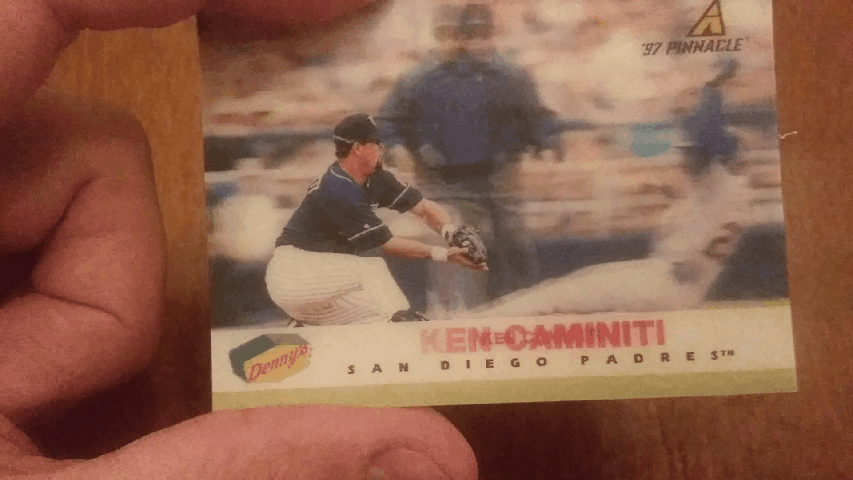 '97 PINNACLE
KEN CAMINITI
Denny's
SAN DIEGO PADRES™